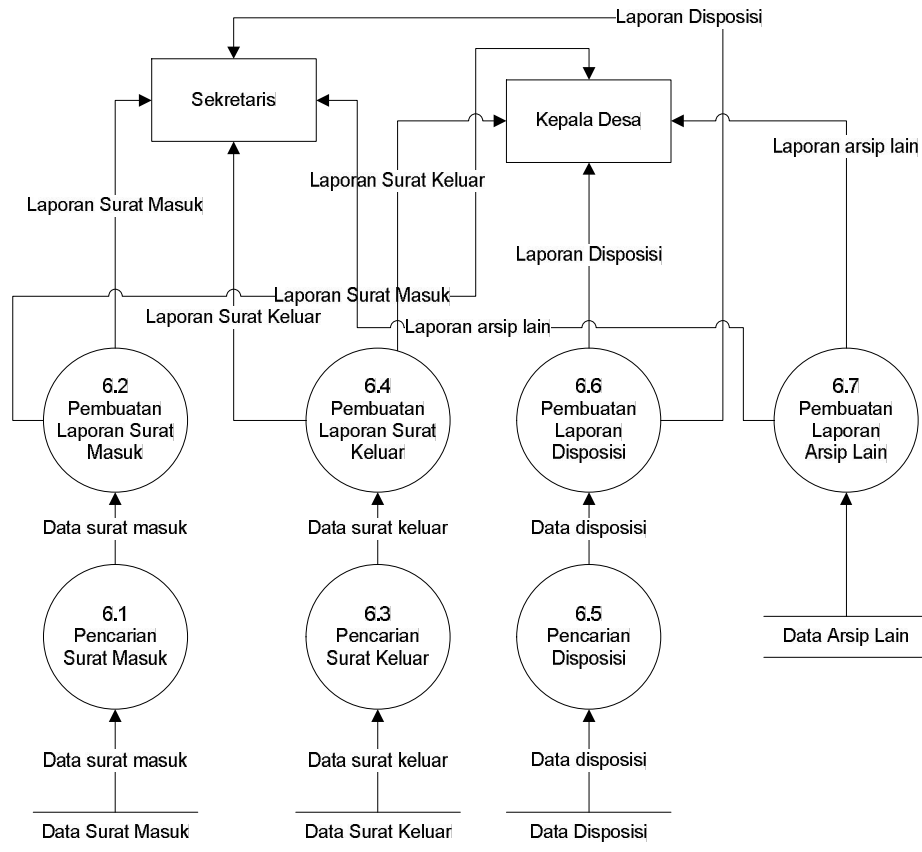 Laporan Disposisi
Sekretaris
Kepala Desa
Laporan arsip lain
Laporan Surat Keluar
Laporan Surat Masuk
Laporan Disposisi
Laporan Surat Masuk
Laporan Surat Keluar
Laporan arsip lain
6.2
Pembuatan
Laporan Surat
Masuk
6.4
Pembuatan
Laporan Surat
Keluar
6.6
Pembuatan
Laporan
Disposisi
6.7
Pembuatan
Laporan
Arsip Lain
Data surat masuk
Data surat keluar
Data disposisi
6.1
Pencarian
Surat Masuk
6.3
Pencarian
Surat Keluar
6.5
Pencarian
Disposisi
Data Arsip Lain
Data surat masuk
Data surat keluar
Data disposisi
Data Surat Masuk
Data Surat Keluar
Data Disposisi